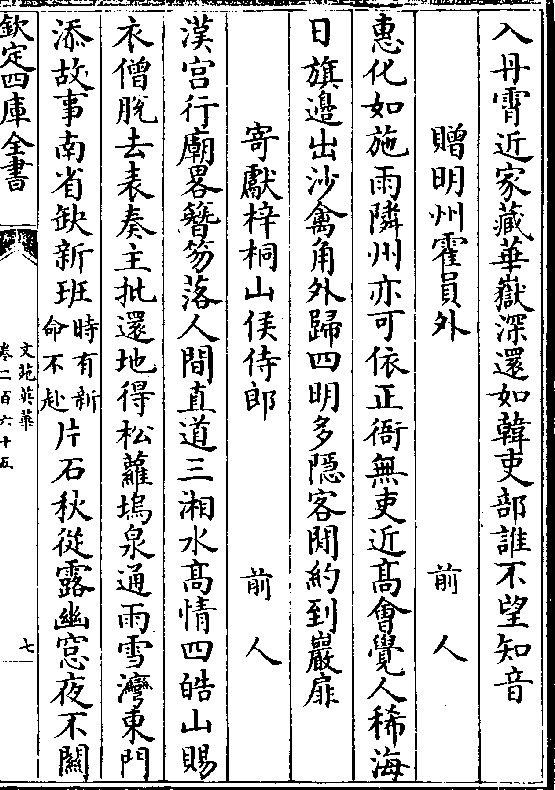 入丹霄近家藏華嶽深還如韓吏部誰不望知音
贈明州霍員外　前人
惠化如施雨隣州亦可依正衙無吏近髙會覺人稀海
日旗邉出沙禽角外歸四明多隱客閒約到巖扉
寄獻梓桐山侯侍郎　前人
漢宫行廟畧簪笏落人間直道三湘水髙情四皓山賜
衣僧脱去表奏主批還地得松蘿塢泉通雨雪灣東門
添故事南省缺新班時有新命不赴片石秋從露幽窓夜不關
欽定四庫全書
文苑英華
卷二百六十五
七